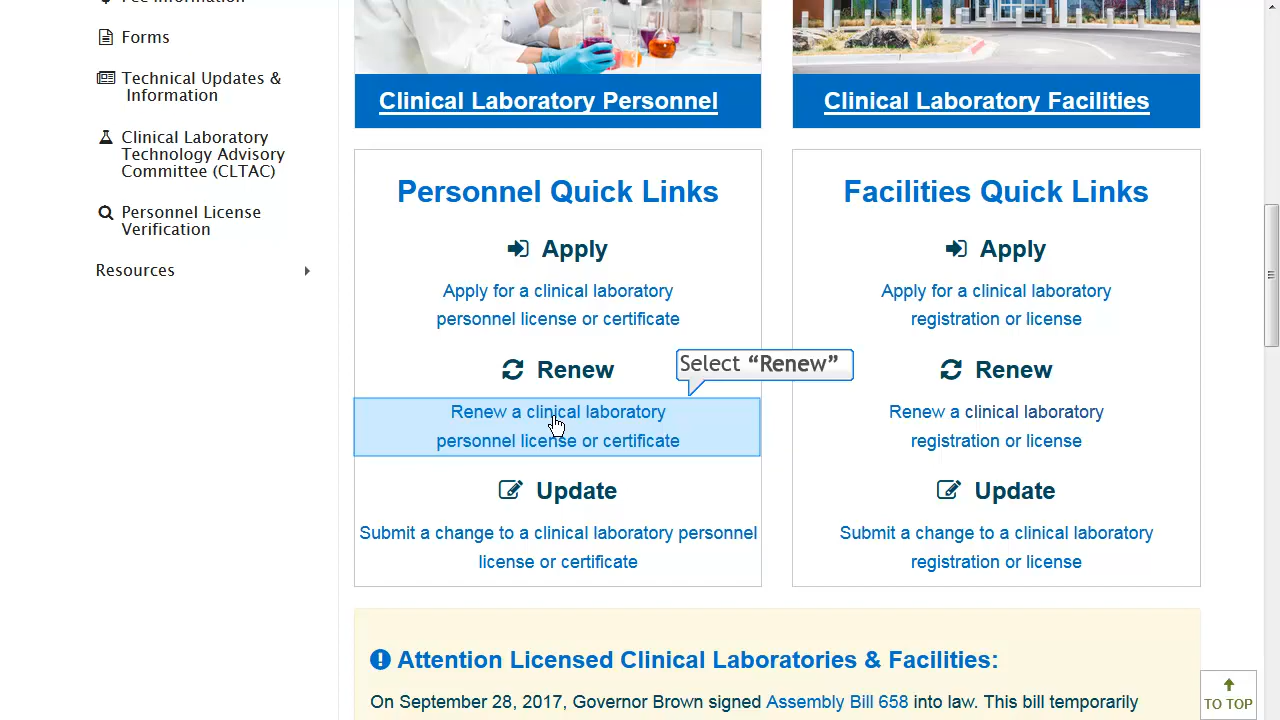 Fee Information
Forms
Technical Updates &
Information
Clinical Laboratory
Technology Advisory
Committee (CLTAC)
Personnel License
Verification
Resources
Clinical Laboratory Personnel
Clinical Laboratory Facilities
Personnel Quick Links
Apply
Apply for a clinical laboratory
personnel license or certificate
Renew
Select “Renew”
Renew a clinical laboratory
personnel license or certificate
Update
Submit a change to a clinical laboratory personnel
license or certificate
Facilities Quick Links
Apply
Apply for a clinical laboratory
registration or license
Renew
Renew a clinical laboratory
registration or license
Update
Submit a change to a clinical laboratory
registration or license
Attention Licensed Clinical Laboratories & Facilities:
On September 28, 2017, Governor Brown signed Assembly Bill 658 into law. This bill temporarily
TO TOP